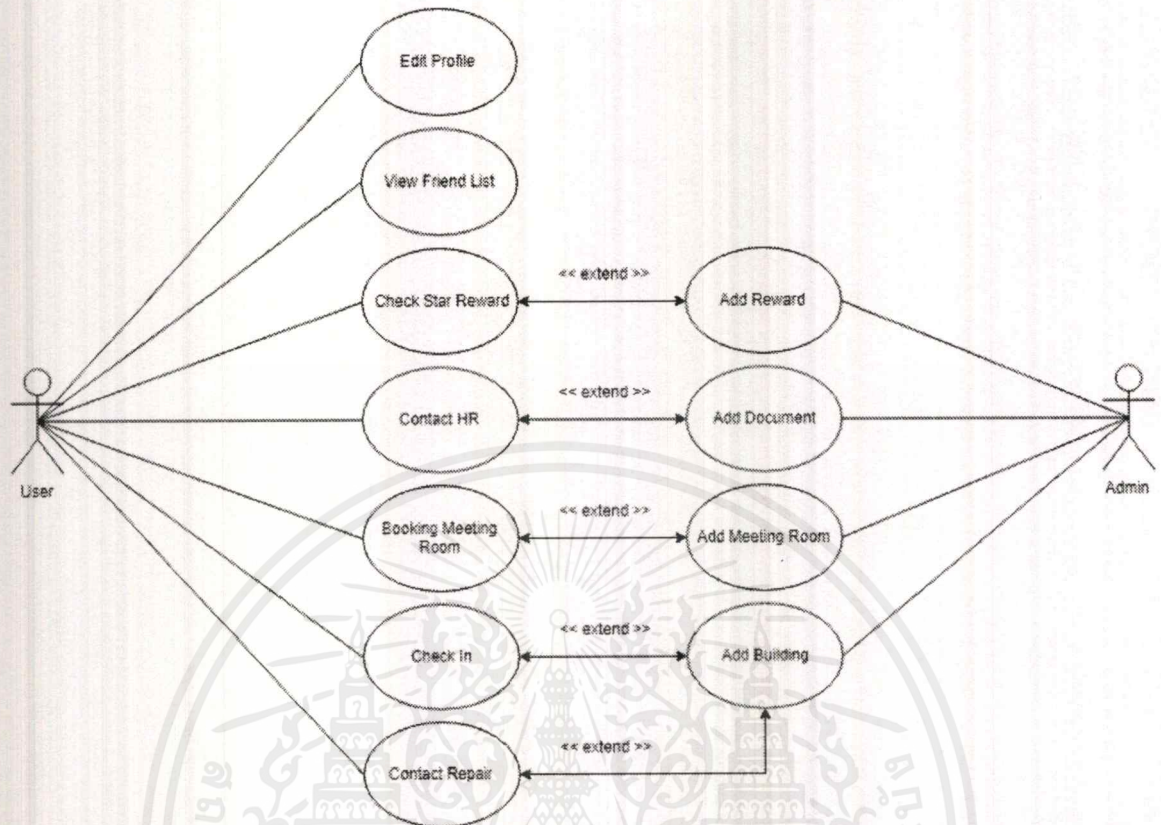 Edit Profile
View Friend List
Check Star Reward
<< extend >>
Add Reward
Contact HR
<< extend >>
Add Document
User
Admin
Booking Meeting
Room
<< extend >>
Add Meeting Room
Check In
<< extend >>
Add Building
Contact Repair
<< extend >>